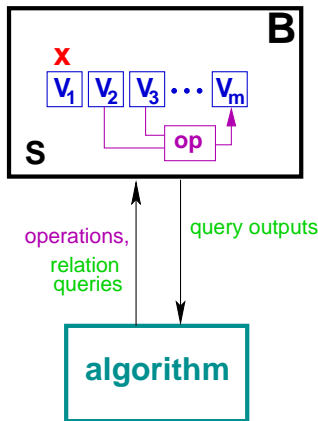 B
x
V1 V2 V3 ••• Vm
op
S
operations,
relation
queries
query outputs
algorithm